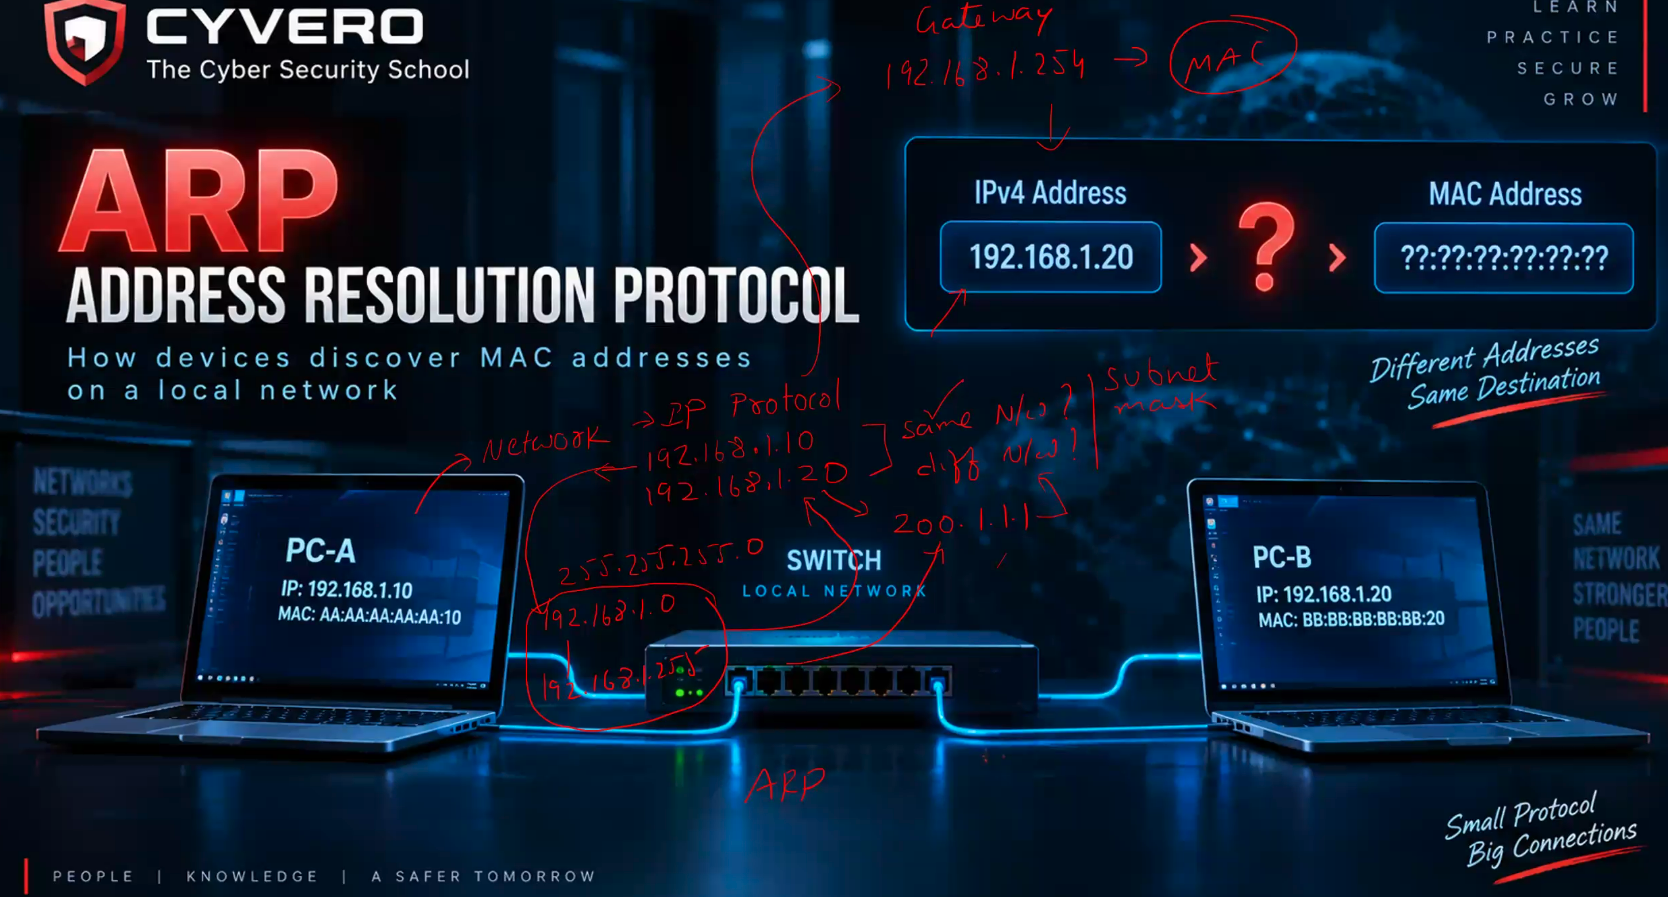 CYVERO
The Cyber Security School
Gateway
192.168.1.254 → MAC
LEARN
PRACTICE
SECURE
GROW
ARP
ADDRESS RESOLUTION PROTOCOL
How devices discover MAC addresses
on a local network
IPv4 Address
192.168.1.20
>
?
>
MAC Address
??:??:??:??:??:??
Different Addresses
Same Destination
Network → IP Protocol
192.168.1.10
192.168.1.20
same N/W ?
diff N/W ?
Subnet
mask
200.1.1.1
255.255.255.0
192.168.1.0
192.168.1.255
NETWORKS
SECURITY
PEOPLE
OPPORTUNITIES
PC-A
IP: 192.168.1.10
MAC: AA:AA:AA:AA:AA:10
SWITCH
LOCAL NETWORK
PC-B
IP: 192.168.1.20
MAC: BB:BB:BB:BB:BB:20
SAME
NETWORK
STRONGER
PEOPLE
ARP
Small Protocol
Big Connections
PEOPLE | KNOWLEDGE | A SAFER TOMORROW